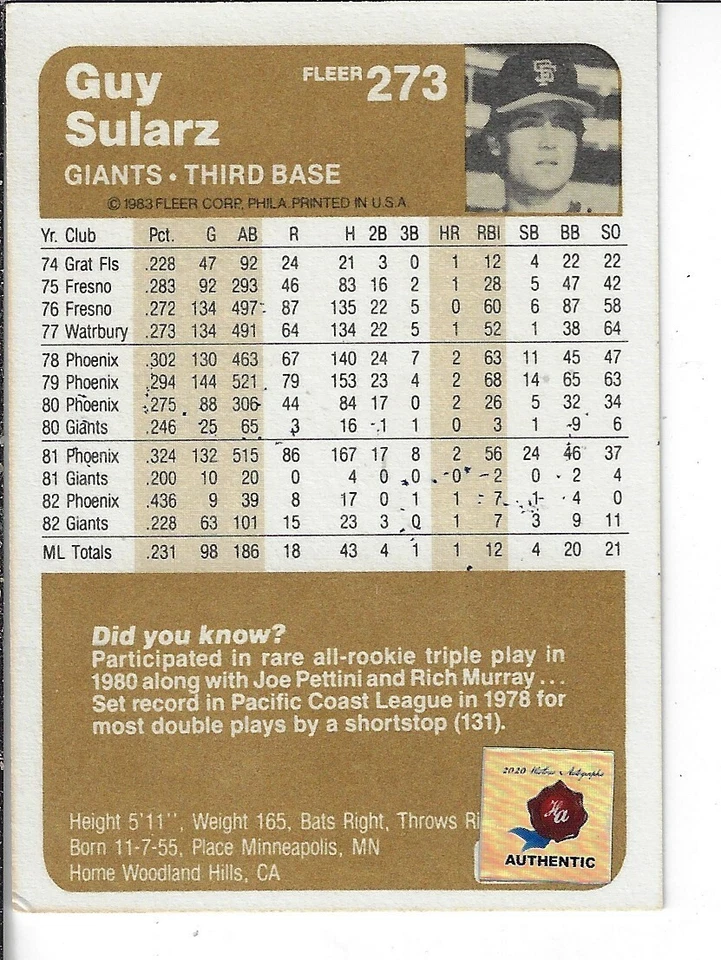 Guy
Sularz
FLEER 273
SF
GIANTS • THIRD BASE
© 1983 FLEER CORP, PHILA. PRINTED IN U.S.A.
Yr. Club Pct. G AB R H 2B 3B HR RBI SB BB SO
74 Grat Fls .228 47 92 24 21 3 0 1 12 4 22 22
75 Fresno .283 92 293 46 83 16 2 1 28 5 47 42
76 Fresno .272 134 497 87 135 22 5 0 60 6 87 58
77 Watrbury .273 134 491 64 134 22 5 1 52 1 38 64
78 Phoenix .302 130 463 67 140 24 7 2 63 11 45 47
79 Phoenix .294 144 521 79 153 23 4 2 68 14 65 63
80 Phoenix .275 88 306 44 84 17 0 2 26 5 32 34
80 Giants .246 25 65 3 16 1 1 0 3 1 9 6
81 Phoenix .324 132 515 86 167 17 8 2 56 24 46 37
81 Giants .200 10 20 0 4 0 0 0 2 0 2 4
82 Phoenix .436 9 39 8 17 0 1 1 7 1 4 0
82 Giants .228 63 101 15 23 3 0 1 7 3 9 11
ML Totals .231 98 186 18 43 4 1 1 12 4 20 21
Did you know?
Participated in rare all-rookie triple play in
1980 along with Joe Pettini and Rich Murray . . .
Set record in Pacific Coast League in 1978 for
most double plays by a shortstop (131).
Height 5'11'', Weight 165, Bats Right, Throws Ri
Born 11-7-55, Place Minneapolis, MN
Home Woodland Hills, CA
2020 Autographs
Ha
AUTHENTIC